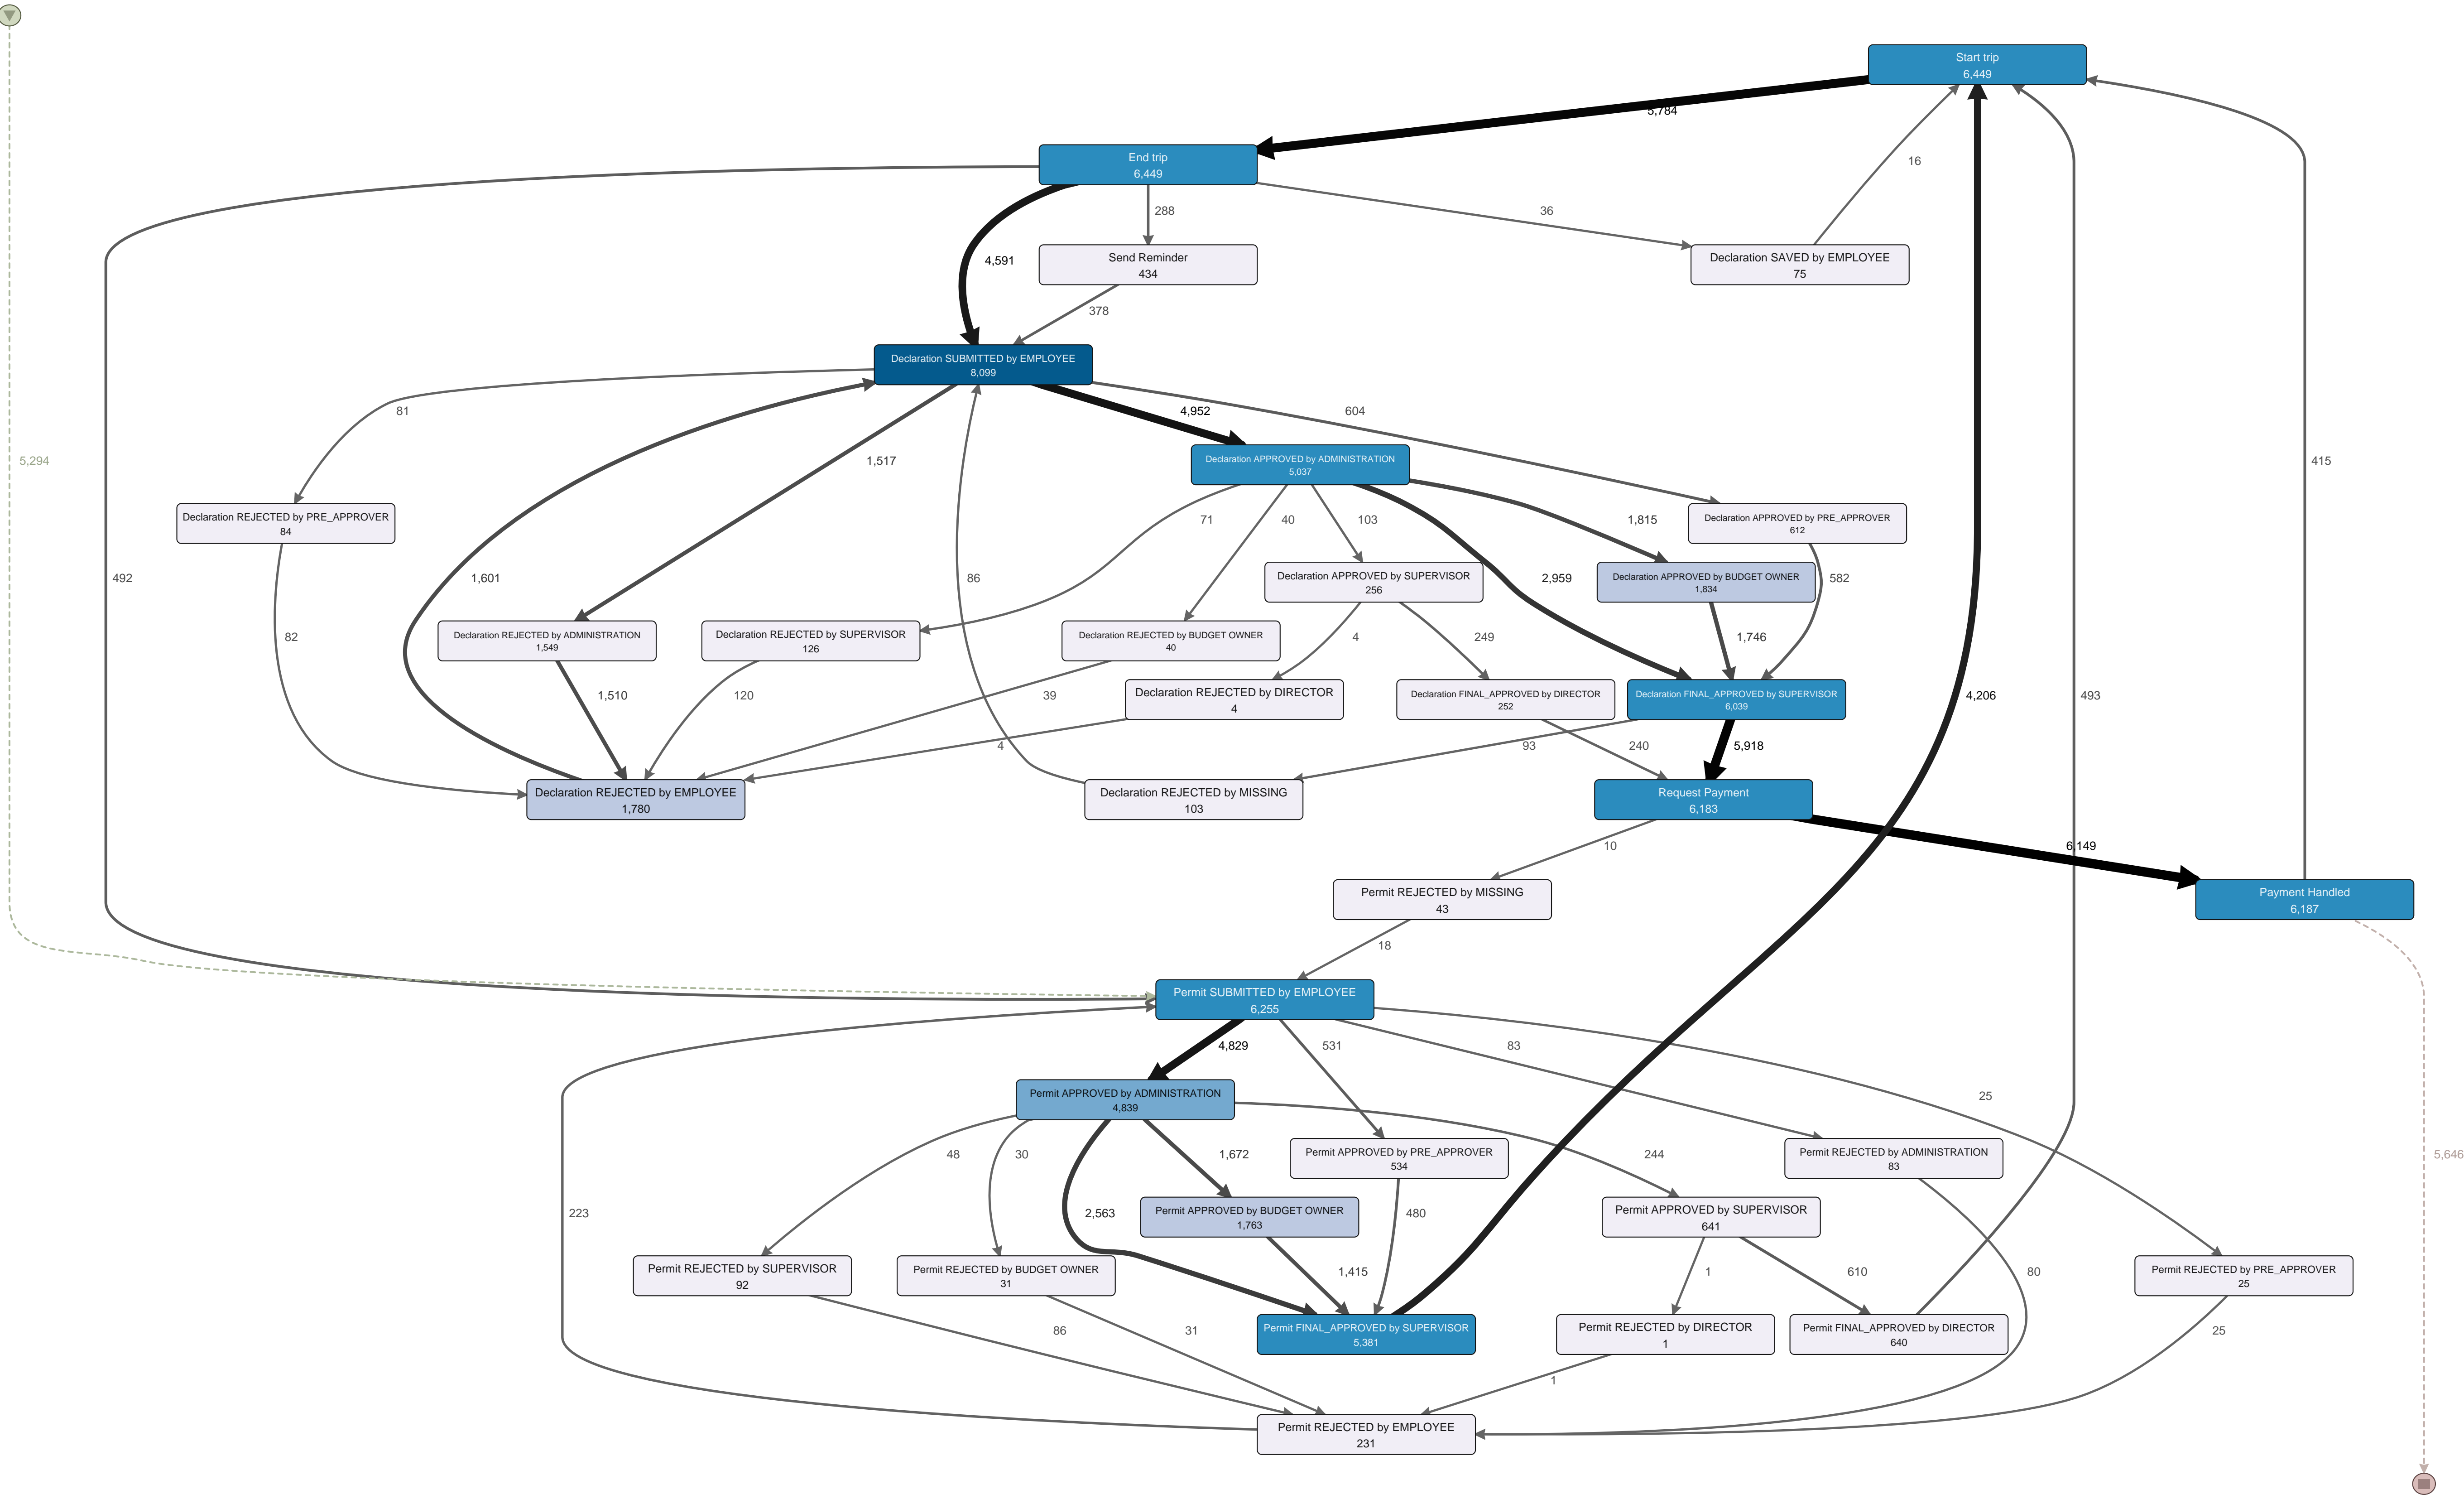 Start trip
6,449
5,784
End trip
6,449
16
288
36
Send Reminder
434
Declaration SAVED by EMPLOYEE
75
4,591
378
Declaration SUBMITTED by EMPLOYEE
8,099
81
4,952
604
5,294
1,517
Declaration APPROVED by ADMINISTRATION
5,037
415
Declaration REJECTED by PRE_APPROVER
84
71
40
103
1,815
Declaration APPROVED by PRE_APPROVER
612
492
1,601
86
Declaration APPROVED by SUPERVISOR
256
2,959
Declaration APPROVED by BUDGET OWNER
1,834
582
82
Declaration REJECTED by ADMINISTRATION
1,549
Declaration REJECTED by SUPERVISOR
126
Declaration REJECTED by BUDGET OWNER
40
4
249
1,746
1,510
120
39
Declaration REJECTED by DIRECTOR
4
Declaration FINAL_APPROVED by DIRECTOR
252
Declaration FINAL_APPROVED by SUPERVISOR
6,039
4,206
493
4
93
240
5,918
Declaration REJECTED by EMPLOYEE
1,780
Declaration REJECTED by MISSING
103
Request Payment
6,183
10
6,149
Permit REJECTED by MISSING
43
Payment Handled
6,187
18
Permit SUBMITTED by EMPLOYEE
6,255
4,829
531
83
25
Permit APPROVED by ADMINISTRATION
4,839
48
30
1,672
Permit APPROVED by PRE_APPROVER
534
244
Permit REJECTED by ADMINISTRATION
83
5,646
223
2,563
Permit APPROVED by BUDGET OWNER
1,763
480
Permit APPROVED by SUPERVISOR
641
Permit REJECTED by SUPERVISOR
92
Permit REJECTED by BUDGET OWNER
31
1,415
1
610
80
Permit REJECTED by PRE_APPROVER
25
86
31
Permit FINAL_APPROVED by SUPERVISOR
5,381
Permit REJECTED by DIRECTOR
1
Permit FINAL_APPROVED by DIRECTOR
640
25
1
Permit REJECTED by EMPLOYEE
231